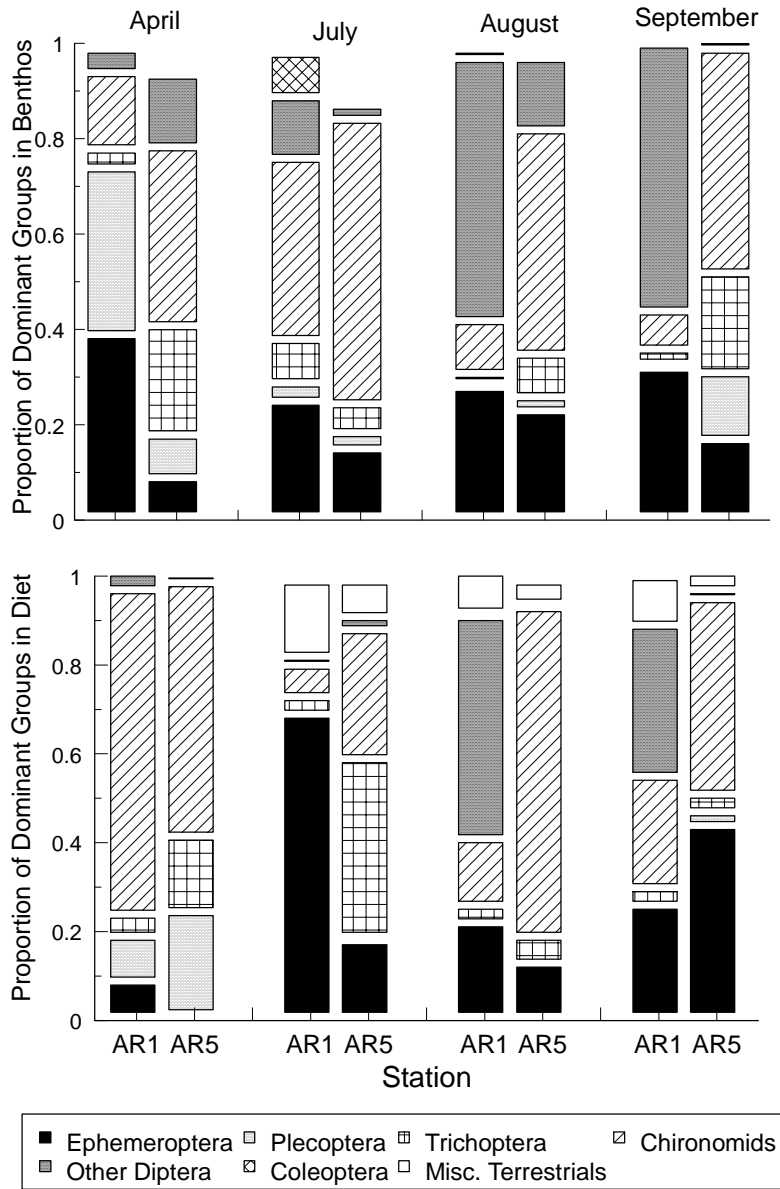 April
July
August
September
Proportion of Dominant Groups in Benthos
1
0.8
0.6
0.4
0.2
0
Proportion of Dominant Groups in Diet
1
0.8
0.6
0.4
0.2
0
AR1 AR5 AR1 AR5 AR1 AR5 AR1 AR5
Station
Ephemeroptera Plecoptera Trichoptera Chironomids
Other Diptera Coleoptera Misc. Terrestrials